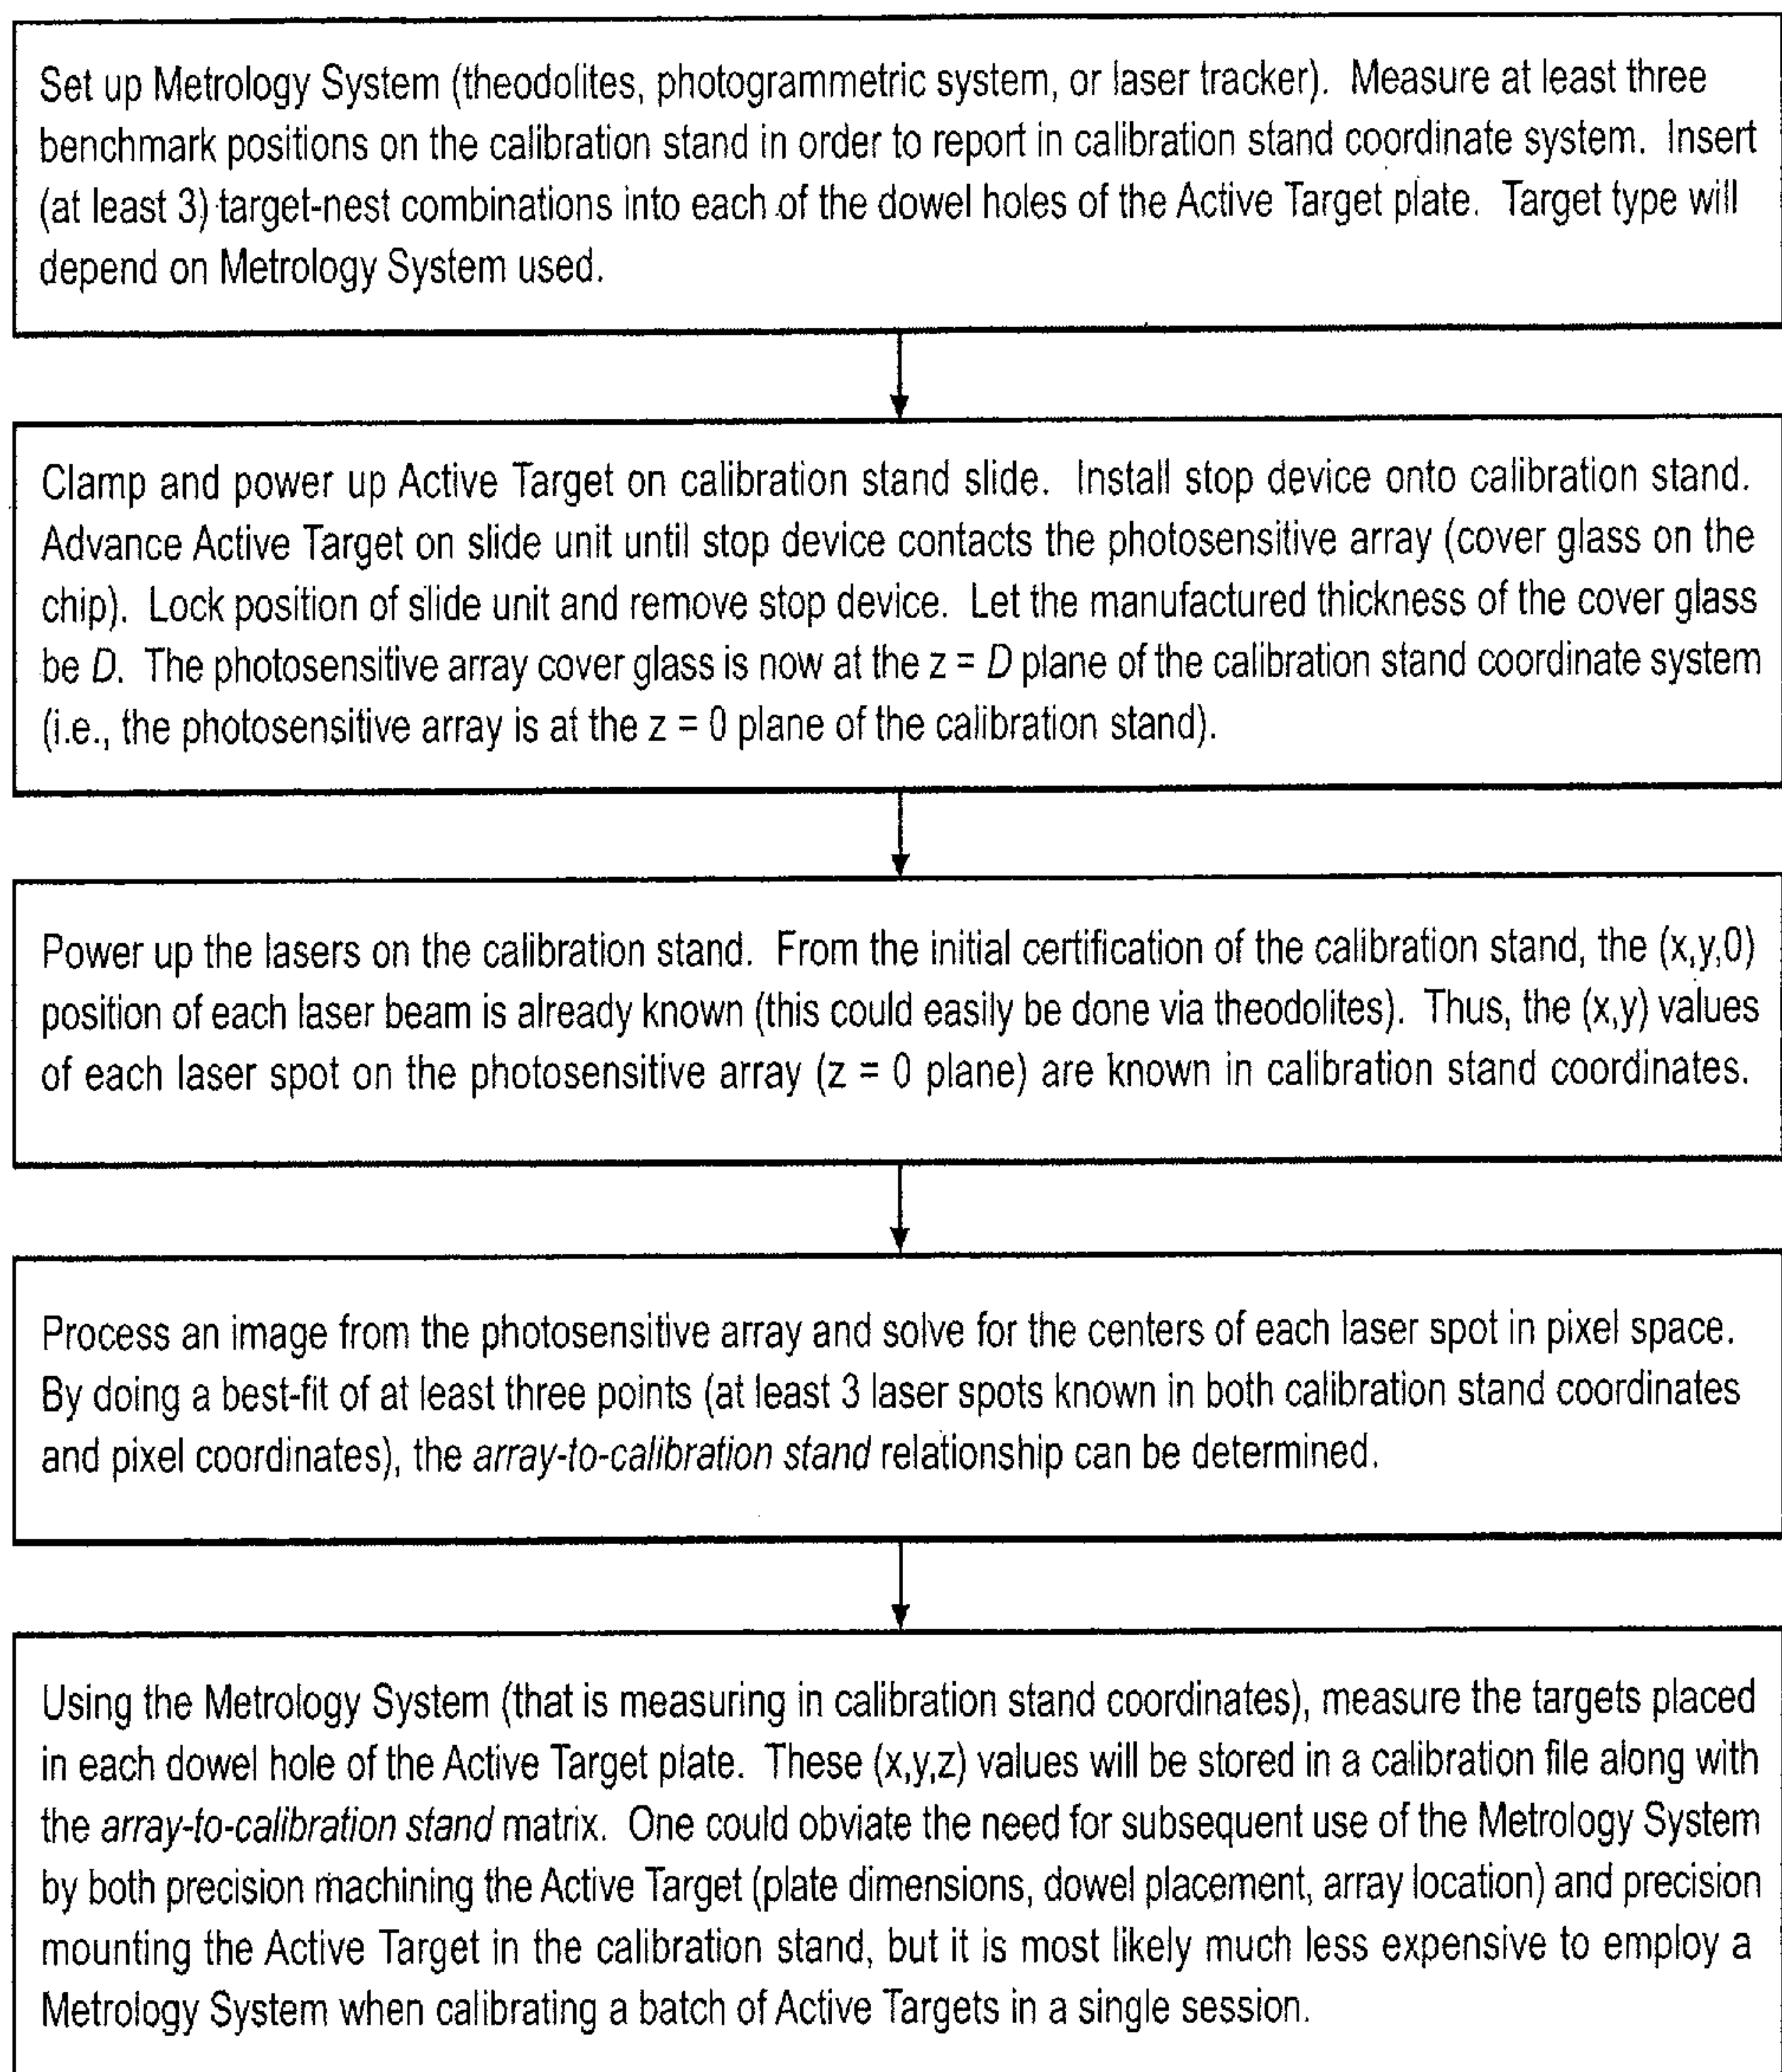 Set up Metrology System (theodolites, photogrammetric system, or laser tracker). Measure at least three
benchmark positions on the calibration stand in order to report in calibration stand coordinate system. Insert
(at least 3) target-nest combinations into each of the dowel holes of the Active Target plate. Target type will
depend on Metrology System used.
Clamp and power up Active Target on calibration stand slide. Install stop device onto calibration stand.
Advance Active Target on slide unit until stop device contacts the photosensitive array (cover glass on the
chip). Lock position of slide unit and remove stop device. Let the manufactured thickness of the cover glass
be D. The photosensitive array cover glass is now at the z = D plane of the calibration stand coordinate system
(i.e., the photosensitive array is at the z = 0 plane of the calibration stand).
Power up the lasers on the calibration stand. From the initial certification of the calibration stand, the (x,y,0)
position of each laser beam is already known (this could easily be done via theodolites). Thus, the (x,y) values
of each laser spot on the photosensitive array (z = 0 plane) are known in calibration stand coordinates.
Process an image from the photosensitive array and solve for the centers of each laser spot in pixel space.
By doing a best-fit of at least three points (at least 3 laser spots known in both calibration stand coordinates
and pixel coordinates), the array-to-calibration stand relationship can be determined.
Using the Metrology System (that is measuring in calibration stand coordinates), measure the targets placed
in each dowel hole of the Active Target plate. These (x,y,z) values will be stored in a calibration file along with
the array-to-calibration stand matrix. One could obviate the need for subsequent use of the Metrology System
by both precision machining the Active Target (plate dimensions, dowel placement, array location) and precision
mounting the Active Target in the calibration stand, but it is most likely much less expensive to employ a
Metrology System when calibrating a batch of Active Targets in a single session.